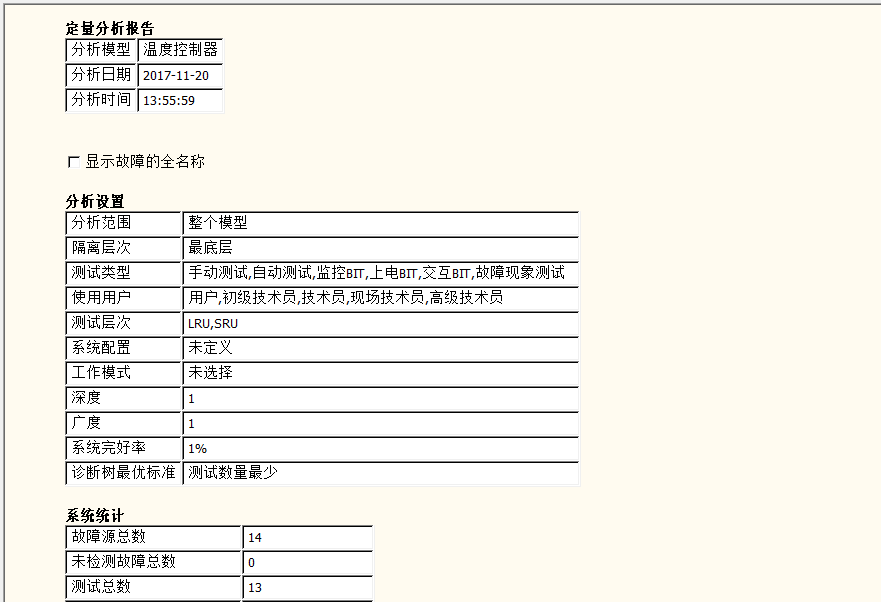 定量分析报告
分析模型 温度控制器
分析日期 2017-11-20
分析时间 13:55:59
显示故障的全名称
分析设置
分析范围 整个模型
隔离层次 最底层
测试类型 手动测试,自动测试,监控BIT,上电BIT,交互BIT,故障现象测试
使用用户 用户,初级技术员,技术员,现场技术员,高级技术员
测试层次 LRU,SRU
系统配置 未定义
工作模式 未选择
深度 1
广度 1
系统完好率 1%
诊断树最优标准 测试数量最少
系统统计
故障源总数 14
未检测故障总数 0
测试总数 13